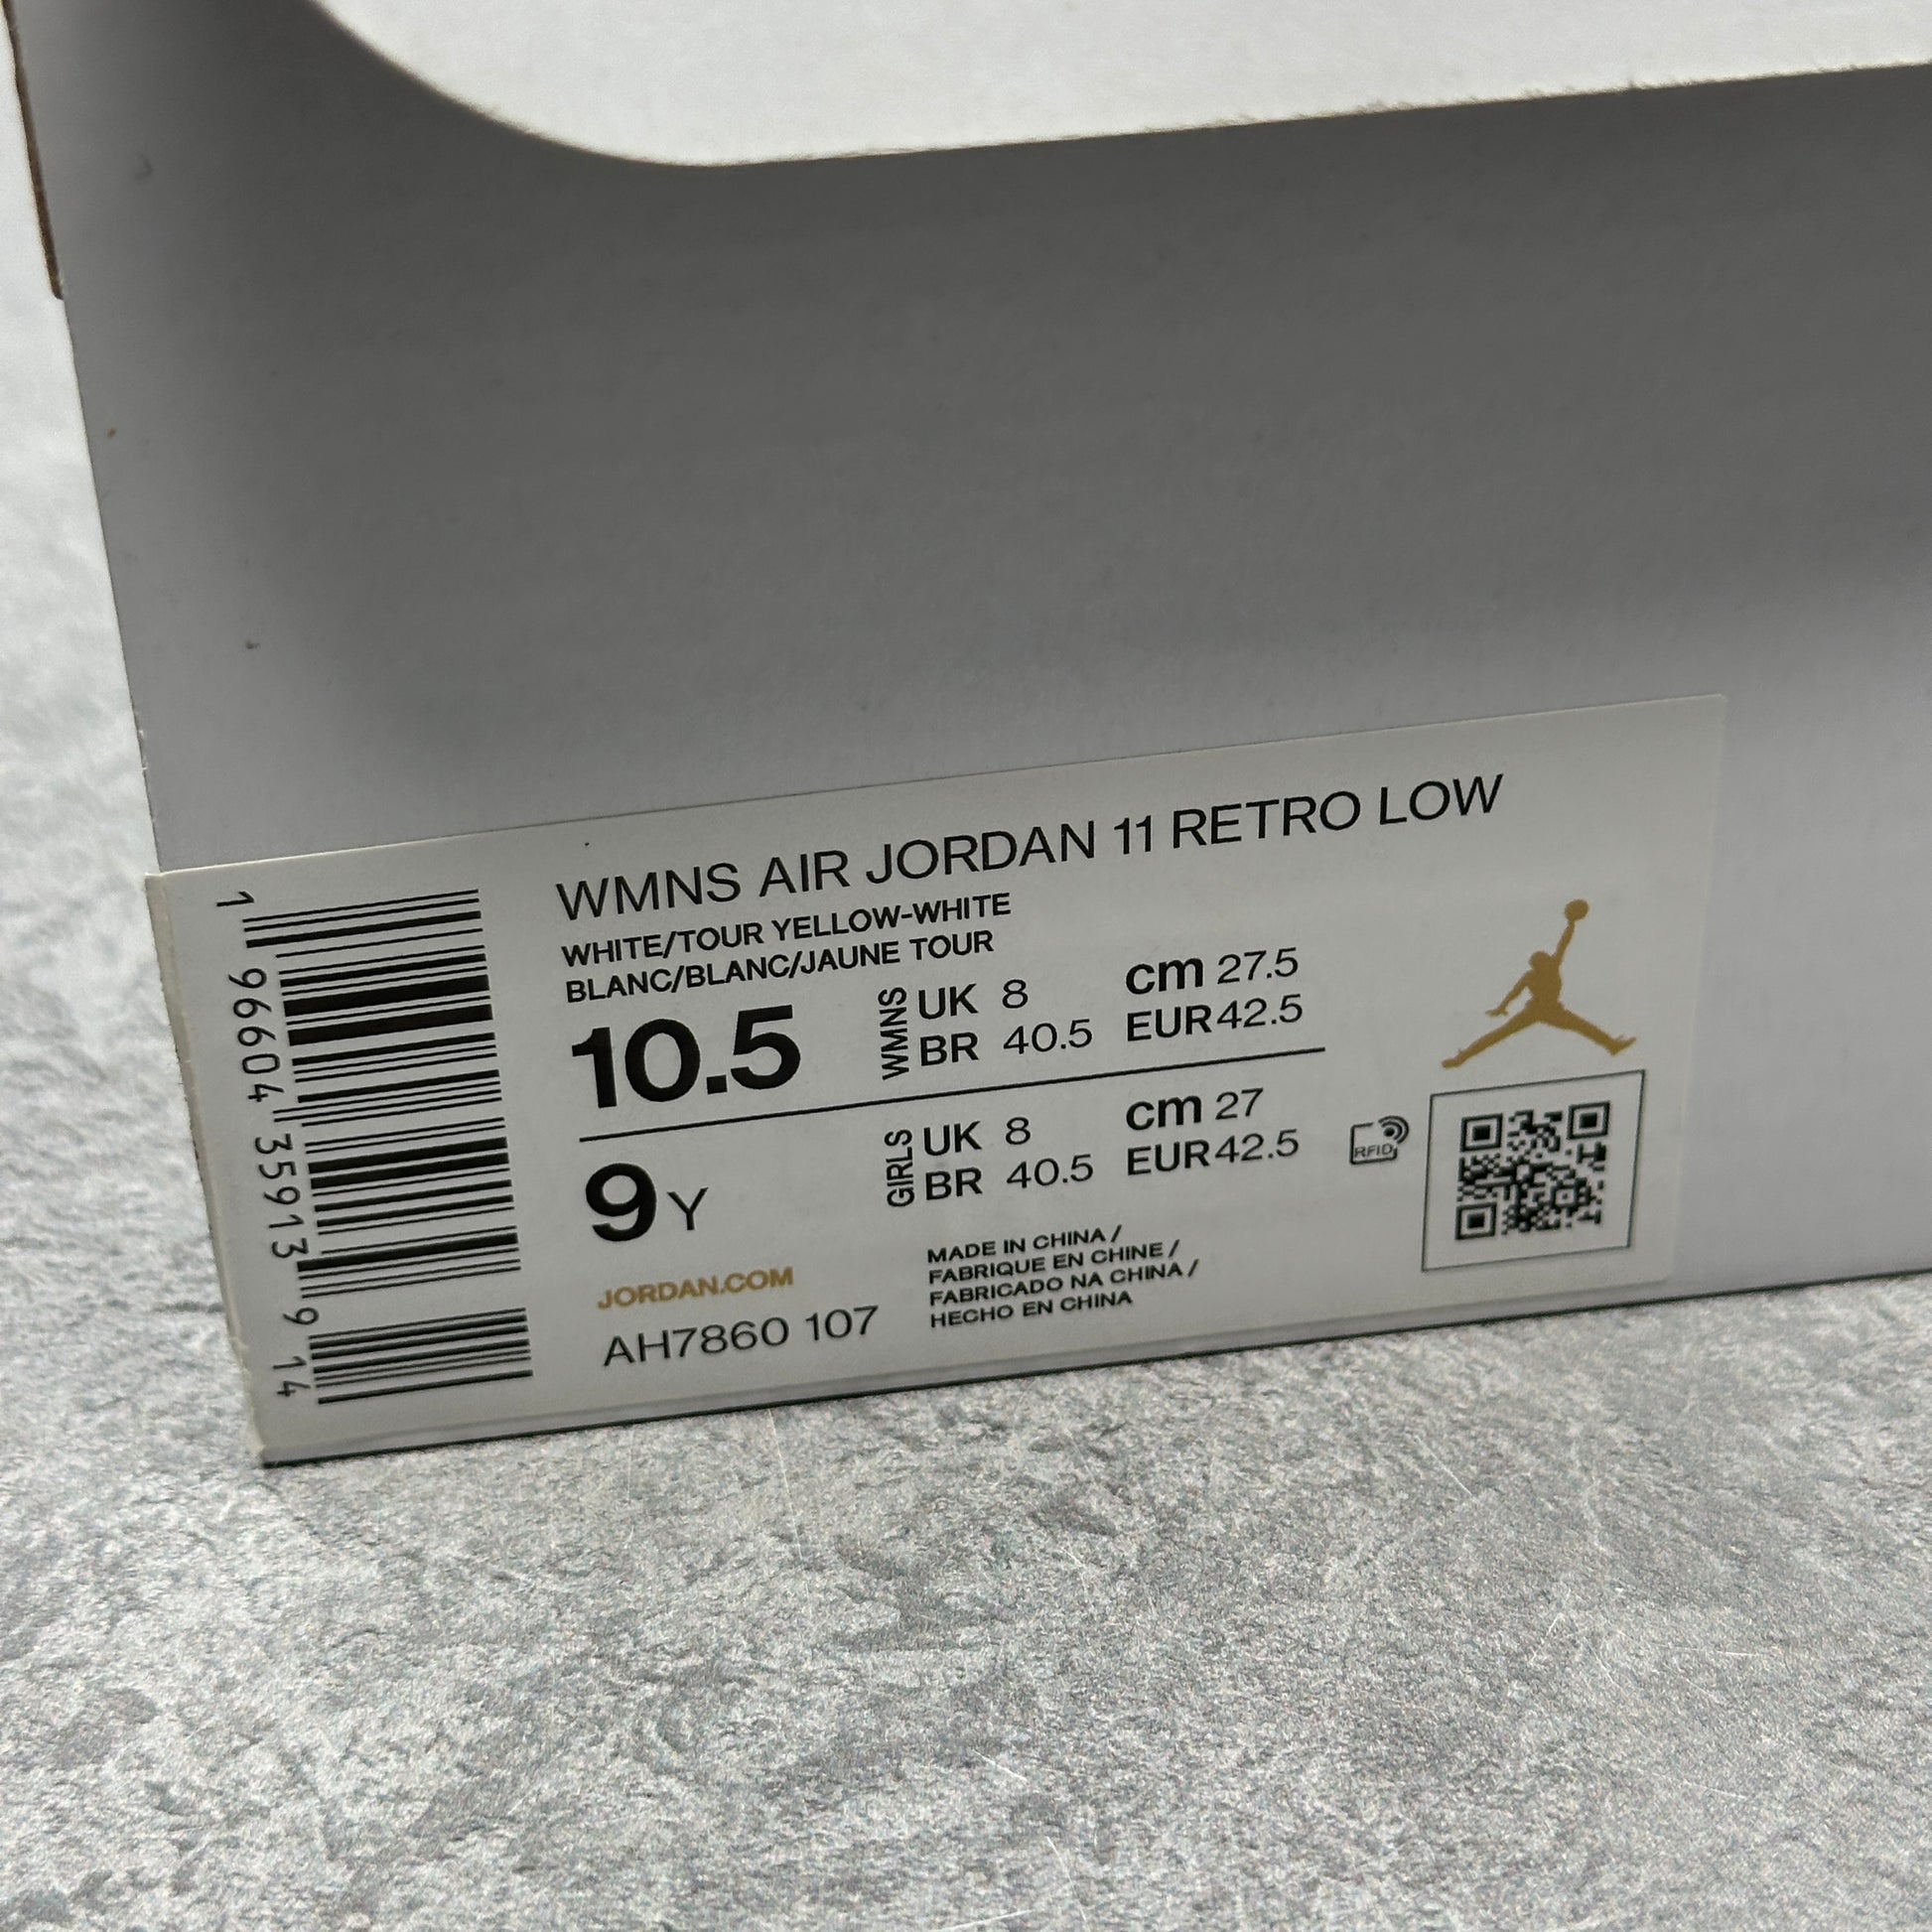 WMNS AIR JORDAN 11 RETRO LOW
WHITE/TOUR YELLOW-WHITE
BLANC/BLANC/JAUNE TOUR
10.5
WMNS
UK 8
cm 27.5
BR 40.5
EUR 42.5
9Y
GIRLS
UK 8
cm 27
BR 40.5
EUR 42.5
RFID
JORDAN.COM
AH7860 107
MADE IN CHINA /
FABRIQUE EN CHINE /
FABRICADO NA CHINA /
HECHO EN CHINA
1 96604 35913 9 14